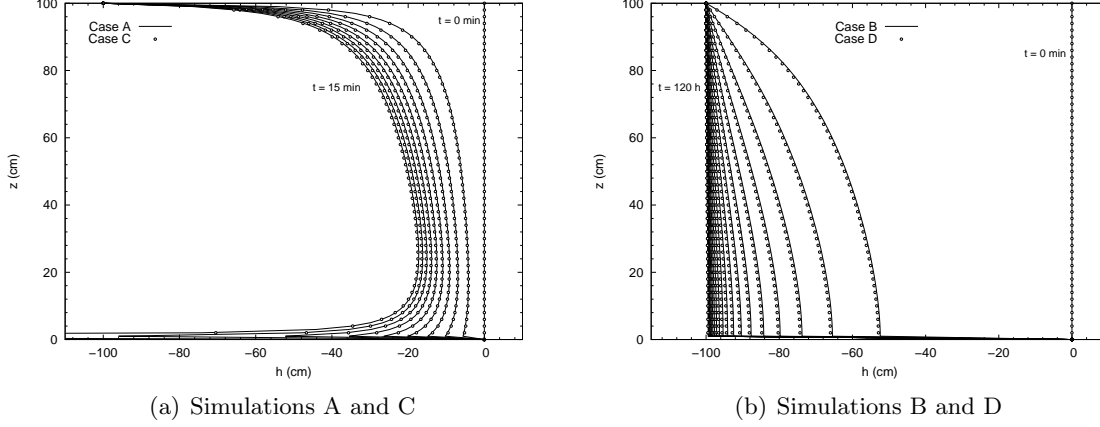 100
80
60
40
20
0
z (cm)
−100 −80 −60 −40 −20 0
h (cm)
Case A
Case C
t = 0 min
t = 15 min
(a) Simulations A and C
100
80
60
40
20
0
z (cm)
−100 −80 −60 −40 −20 0
h (cm)
Case B
Case D
t = 0 min
t = 120 h
(b) Simulations B and D